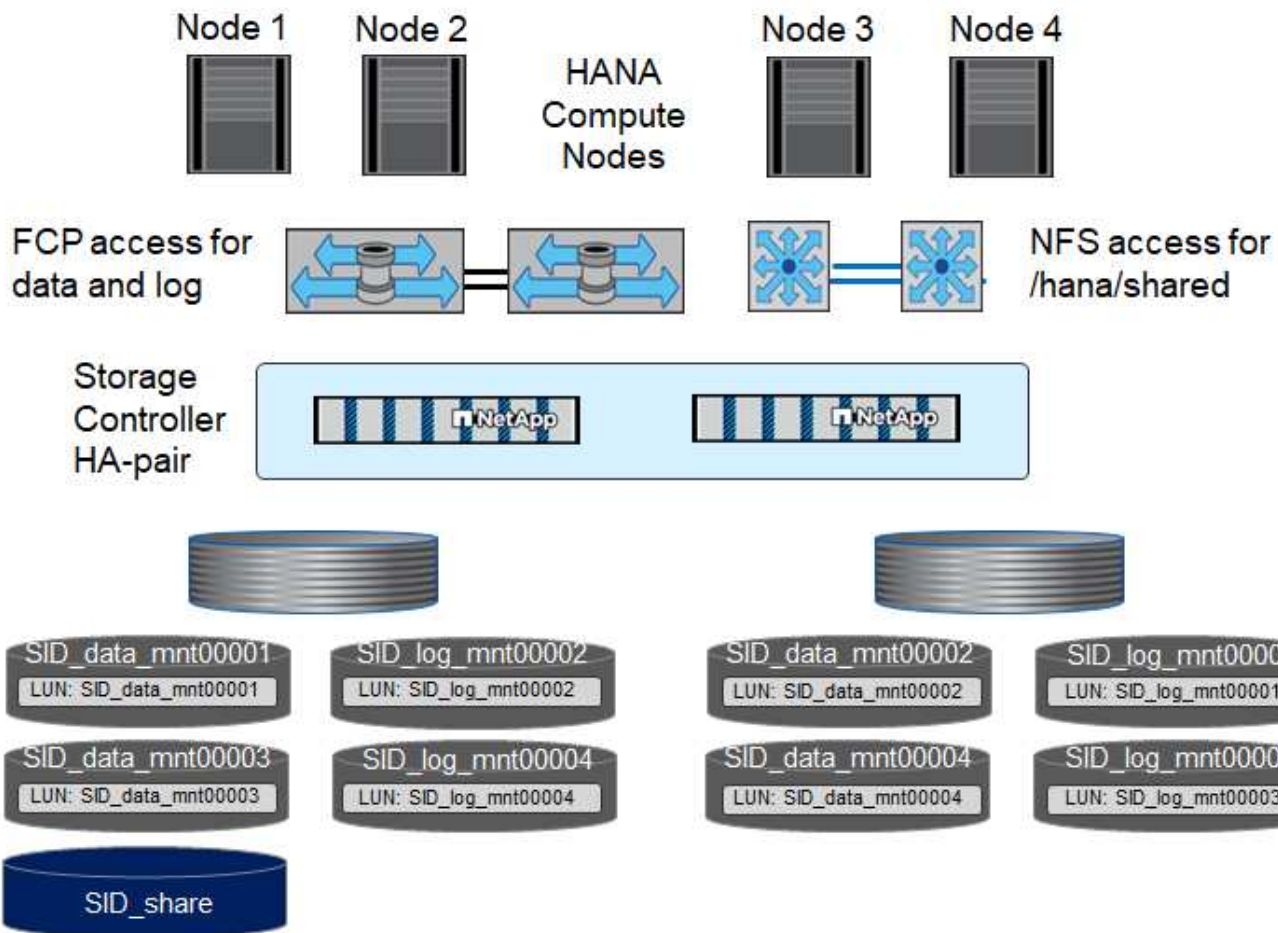 Node 1
Node 2
Node 3
Node 4
HANA
Compute
Nodes
FCP access for
data and log
NFS access for
/hana/shared
Storage
Controller
HA-pair
NetApp
NetApp
SID_data_mnt00001
LUN: SID_data_mnt00001
SID_log_mnt00002
LUN: SID_log_mnt00002
SID_data_mnt00002
LUN: SID_data_mnt00002
SID_log_mnt0000
LUN: SID_log_mnt00001
SID_data_mnt00003
LUN: SID_data_mnt00003
SID_log_mnt00004
LUN: SID_log_mnt00004
SID_data_mnt00004
LUN: SID_data_mnt00004
SID_log_mnt0000
LUN: SID_log_mnt00003
SID_share